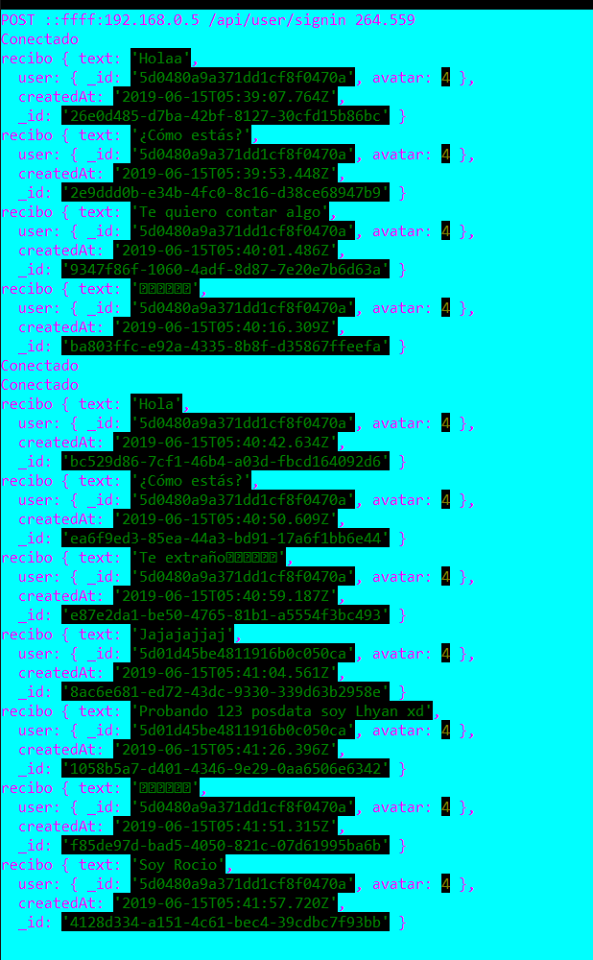 POST ::ffff:192.168.0.5 /api/user/signin 264.559
Conectado
recibo { text: 'Holaa',
user: { _id: '5d0480a9a371dd1cf8f0470a', avatar: 4 },
createdAt: '2019-06-15T05:39:07.764Z',
_id: '26e0d485-d7ba-42bf-8127-30cfd15b86bc' }
recibo { text: '¿Cómo estás?',
user: { _id: '5d0480a9a371dd1cf8f0470a', avatar: 4 },
createdAt: '2019-06-15T05:39:53.448Z',
_id: '2e9ddd0b-e34b-4fc0-8c16-d38ce68947b9' }
recibo { text: 'Te quiero contar algo',
user: { _id: '5d0480a9a371dd1cf8f0470a', avatar: 4 },
createdAt: '2019-06-15T05:40:01.486Z',
_id: '9347f86f-1060-4adf-8d87-7e20e7b6d63a' }
recibo { text: '������',
user: { _id: '5d0480a9a371dd1cf8f0470a', avatar: 4 },
createdAt: '2019-06-15T05:40:16.309Z',
_id: 'ba803ffc-e92a-4335-8b8f-d35867ffeefa' }
Conectado
Conectado
recibo { text: 'Hola',
user: { _id: '5d0480a9a371dd1cf8f0470a', avatar: 4 },
createdAt: '2019-06-15T05:40:42.634Z',
_id: 'bc529d86-7cf1-46b4-a03d-fbcd164092d6' }
recibo { text: '¿Cómo estás?',
user: { _id: '5d0480a9a371dd1cf8f0470a', avatar: 4 },
createdAt: '2019-06-15T05:40:50.609Z',
_id: 'ea6f9ed3-85ea-44a3-bd91-17a6f1bb6e44' }
recibo { text: 'Te extraño������',
user: { _id: '5d0480a9a371dd1cf8f0470a', avatar: 4 },
createdAt: '2019-06-15T05:40:59.187Z',
_id: 'e87e2da1-be50-4765-81b1-a5554f3bc493' }
recibo { text: 'Jajajajjaj',
user: { _id: '5d01d45be4811916b0c050ca', avatar: 4 },
createdAt: '2019-06-15T05:41:04.561Z',
_id: '8ac6e681-ed72-43dc-9330-339d63b2958e' }
recibo { text: 'Probando 123 posdata soy Lhyan xd',
user: { _id: '5d01d45be4811916b0c050ca', avatar: 4 },
createdAt: '2019-06-15T05:41:26.396Z',
_id: '1058b5a7-d401-4346-9e29-0aa6506e6342' }
recibo { text: '������',
user: { _id: '5d0480a9a371dd1cf8f0470a', avatar: 4 },
createdAt: '2019-06-15T05:41:51.315Z',
_id: 'f85de97d-bad5-4050-821c-07d61995ba6b' }
recibo { text: 'Soy Rocio',
user: { _id: '5d0480a9a371dd1cf8f0470a', avatar: 4 },
createdAt: '2019-06-15T05:41:57.720Z',
_id: '4128d334-a151-4c61-bec4-39cdbc7f93bb' }